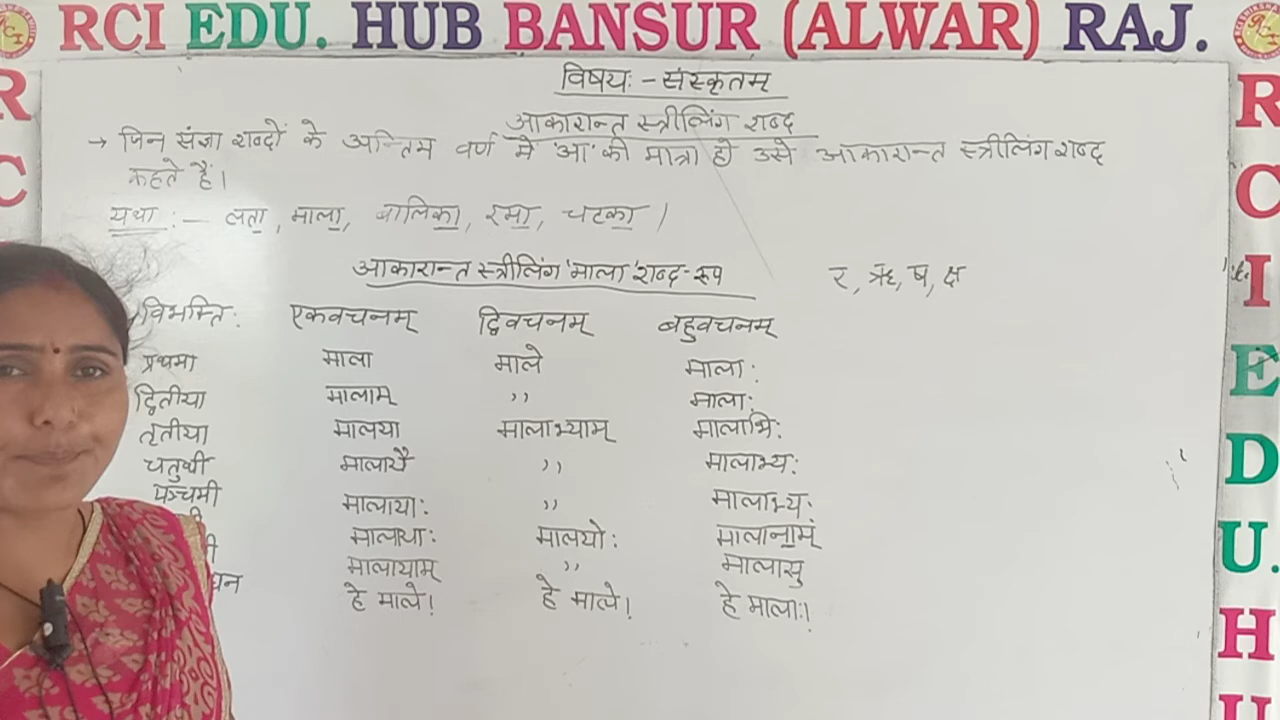 RCI EDU. HUB BANSUR (ALWAR) RAJ.
विषयः - संस्कृतम्
आकारान्त स्त्रीलिंग शब्द
→ जिन संज्ञा शब्दों के अन्तिम वर्ण में 'आ' की मात्रा हो उसे आकारान्त स्त्रीलिंग शब्द
कहते हैं।
यथा :- लता, माला, बालिका, रमा, चटका।
आकारान्त स्त्रीलिंग 'माला' शब्द-रूप र, ऋ, ष, क्ष
विभक्तिः एकवचनम् द्विवचनम् बहुवचनम्
प्रथमा माला माले मालाः
द्वितीया मालाम् ,, मालाः
तृतीया मालया मालाभ्याम् मालाभिः
चतुर्थी मालायै ,, मालाभ्यः
पञ्चमी मालायाः ,, मालाभ्यः
मालायाः मालयोः मालानाम्
मालायाम् ,, मालासु
हे माले! हे माले! हे मालाः!
R
C
R
C
I
E
D
U.
H
U